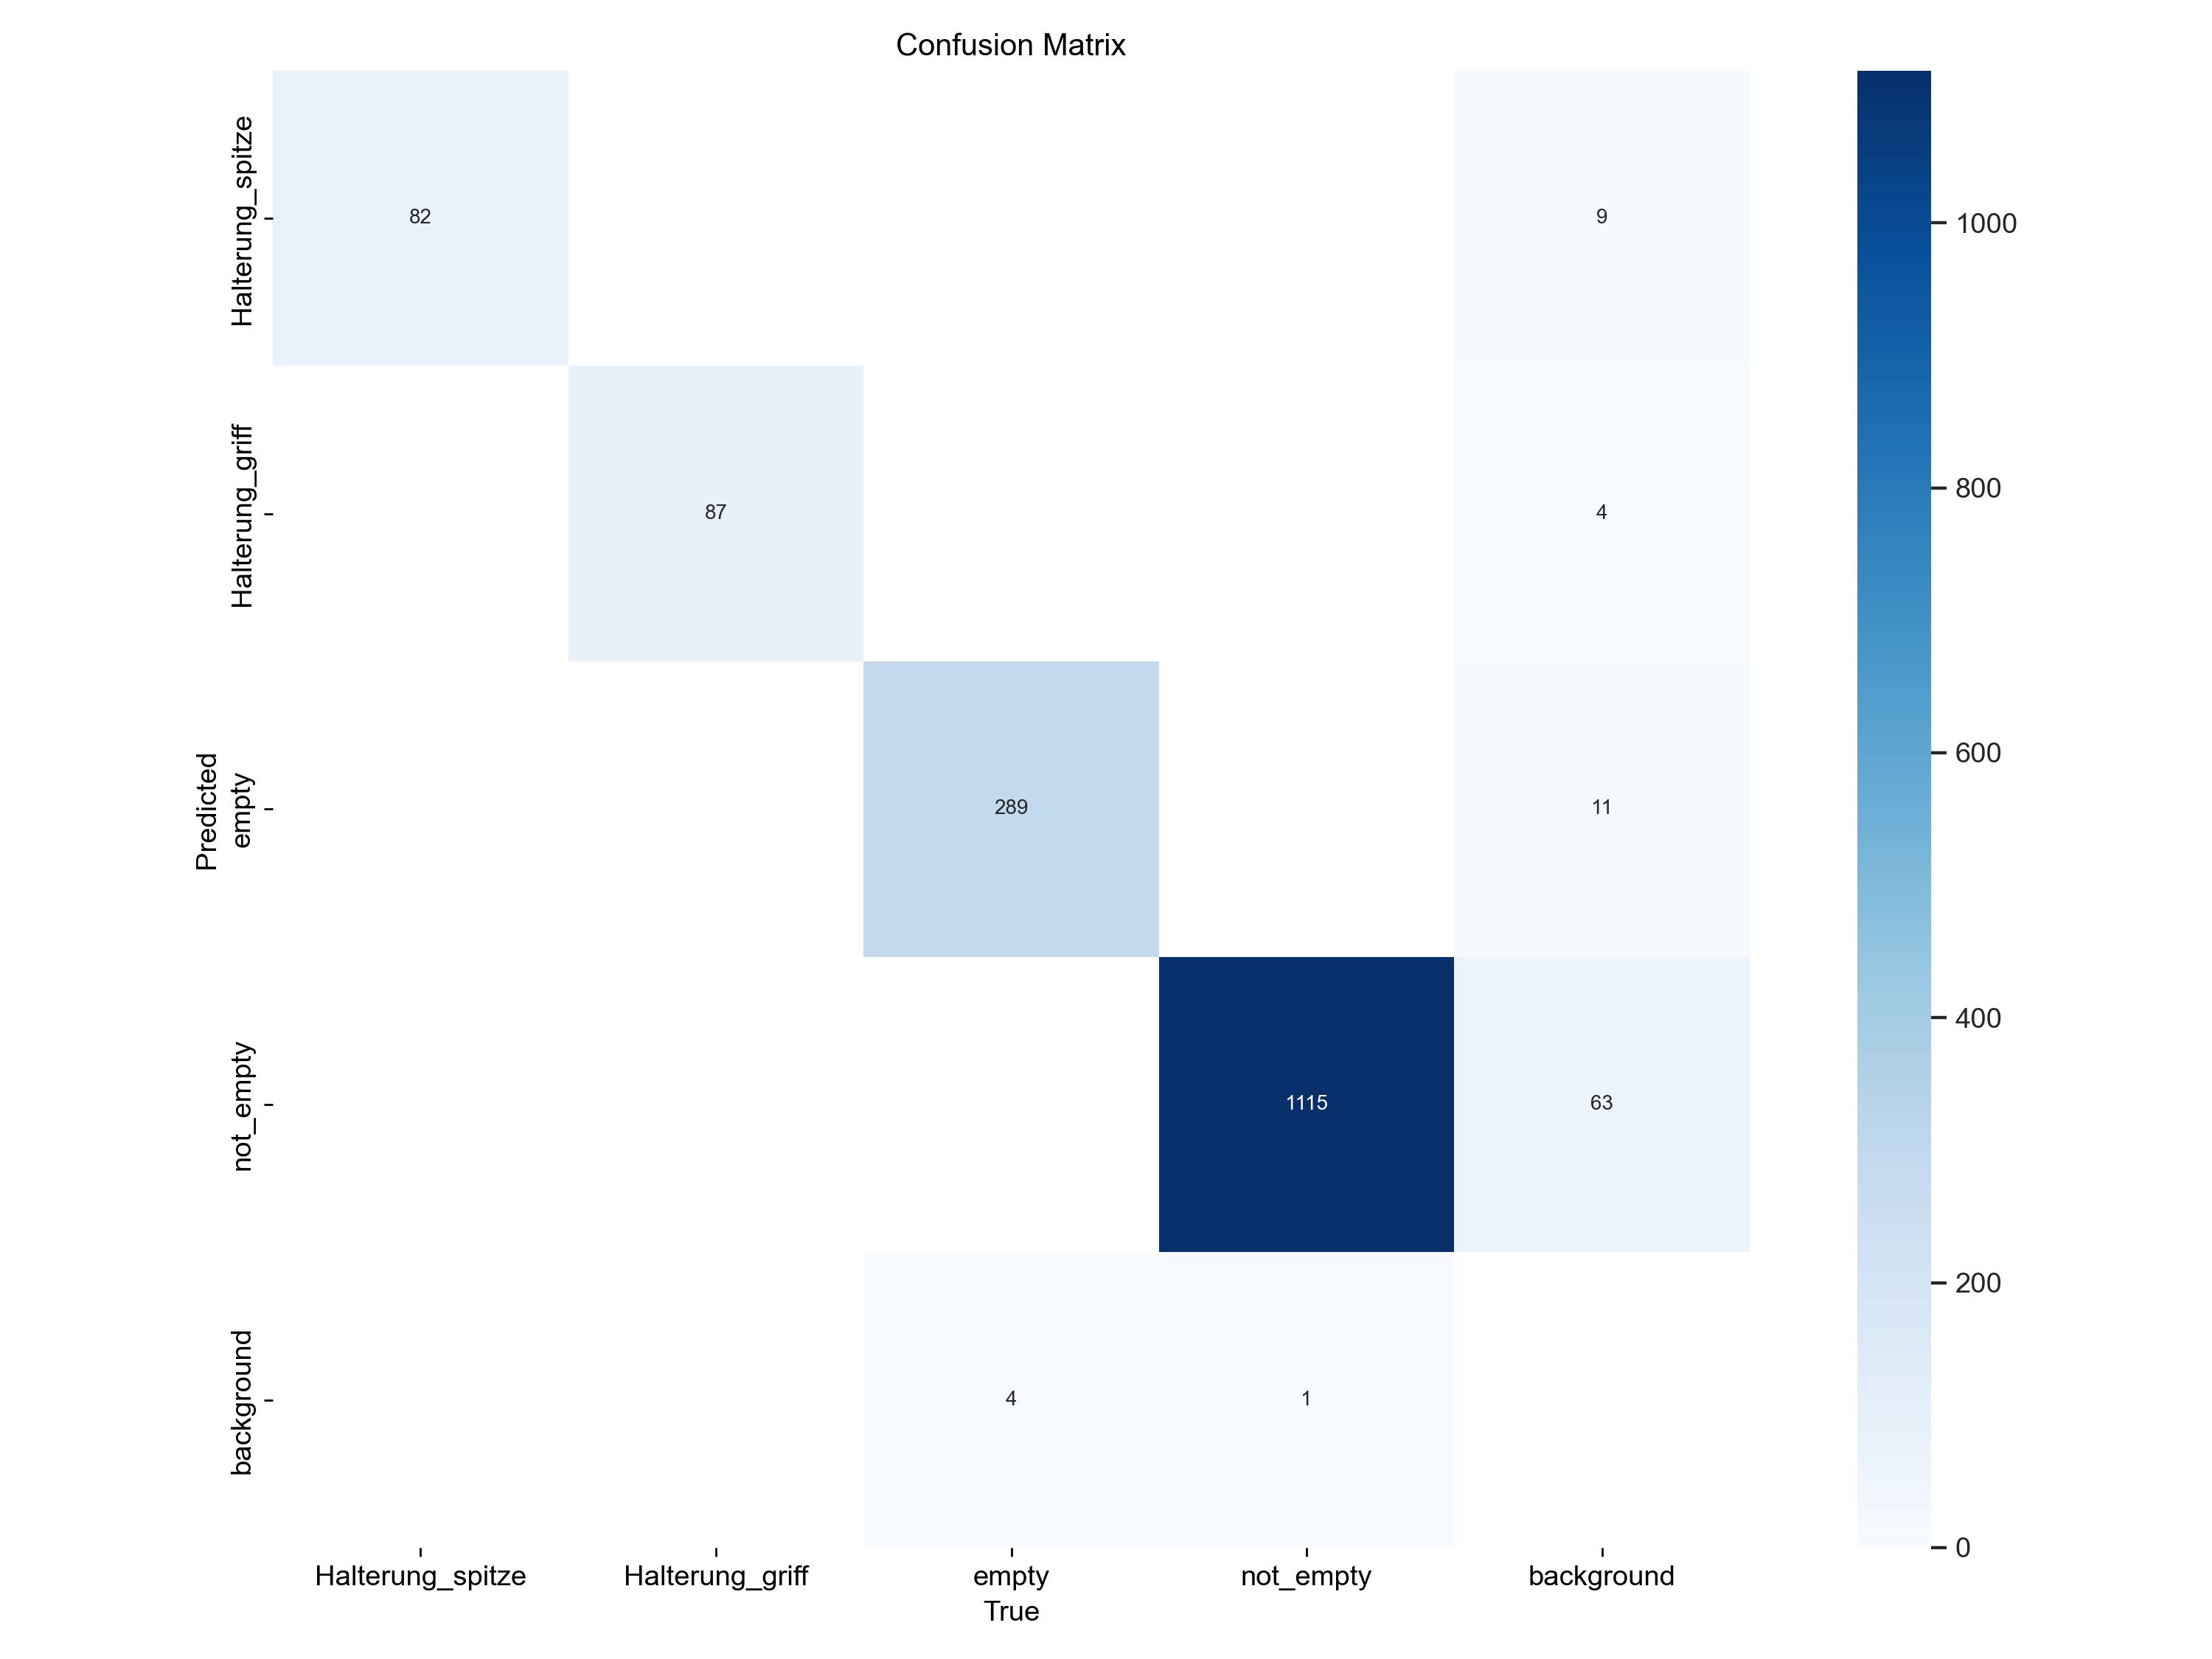 Confusion Matrix
Halterung_spitze
82
9
Halterung_griff
87
4
Predicted
empty
289
11
not_empty
1115
63
background
4
1
Halterung_spitze
Halterung_griff
empty
not_empty
background
True
1000
800
600
400
200
0